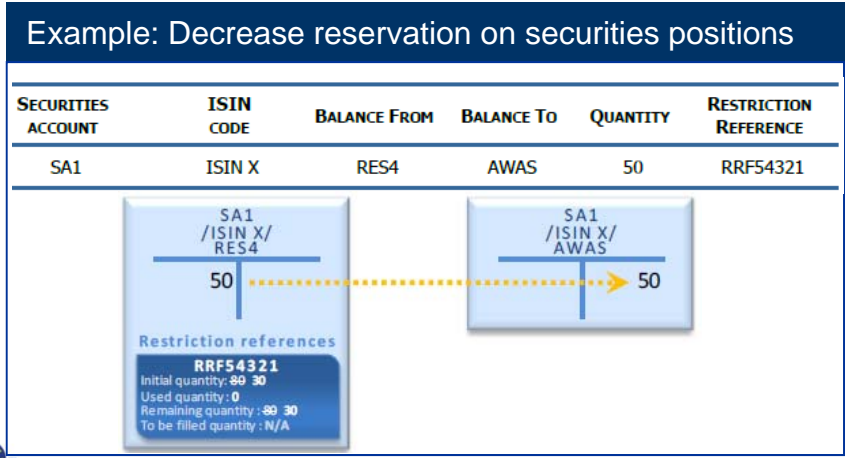 Example: Decrease reservation on securities positions
SECURITIES ACCOUNT ISIN CODE BALANCE FROM BALANCE TO QUANTITY RESTRICTION REFERENCE
SA1 ISIN X RES4 AWAS 50 RRF54321
SA1
/ISIN X/
RES4
50
Restriction references
RRF54321
Initial quantity: 80 30
Used quantity : 0
Remaining quantity : 80 30
To be filled quantity : N/A
SA1
/ISIN X/
AWAS
50